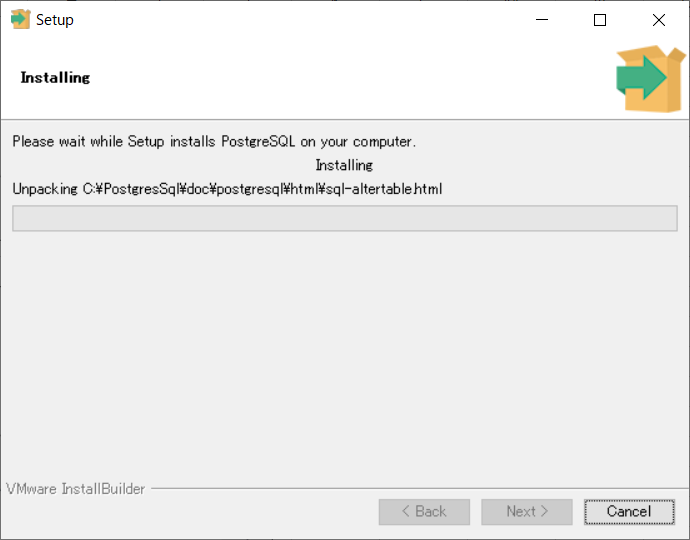 Setup
Installing
Please wait while Setup installs PostgreSQL on your computer.
Installing
Unpacking C:¥PostgresSql¥doc¥postgresql¥html¥sql-altertable.html
VMware InstallBuilder
< Back
Next >
Cancel